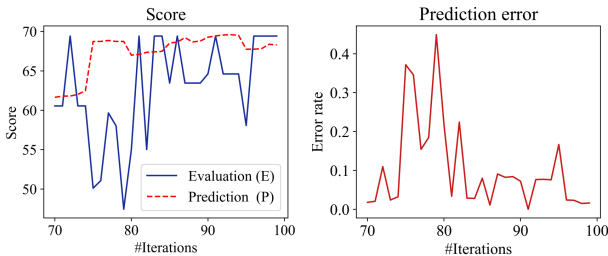 Score
70
65
60
55
50
Score
Evaluation (E)
Prediction (P)
70
80
90
100
#Iterations
Prediction error
0.4
0.3
0.2
0.1
0.0
Error rate
70
80
90
100
#Iterations